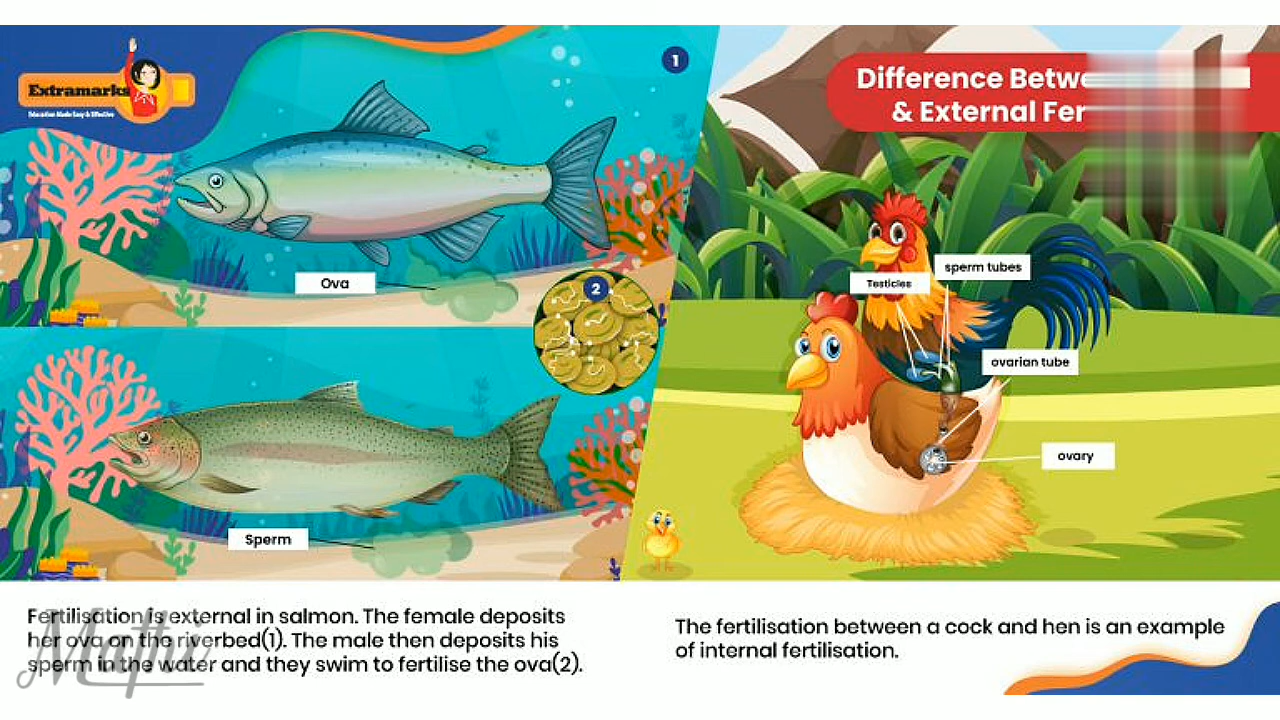 Extramarks
Education Made Easy & Effective
1
Difference Betwe
& External Fer
Ova
2
Sperm
sperm tubes
Testicles
ovarian tube
ovary
Fertilisation is external in salmon. The female deposits
her ova on the riverbed(1). The male then deposits his
sperm in the water and they swim to fertilise the ova(2).
The fertilisation between a cock and hen is an example
of internal fertilisation.